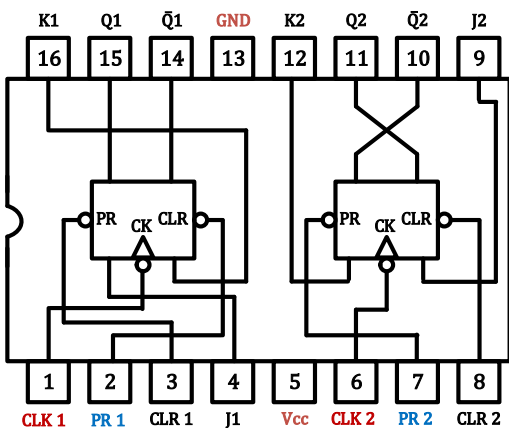 K1 Q1 Q̄1 GND K2 Q2 Q̄2 J2
16 15 14 13 12 11 10 9
PR CLR PR CLR
CK CK
1 2 3 4 5 6 7 8
CLK 1 PR 1 CLR 1 J1 Vcc CLK 2 PR 2 CLR 2